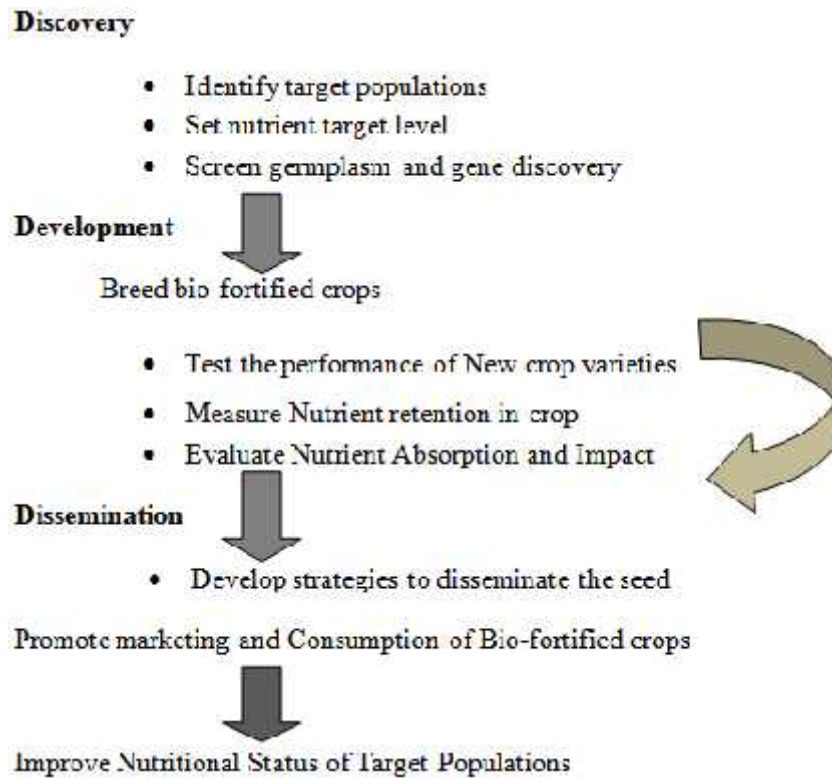 Discovery
• Identify target populations
• Set nutrient target level
• Screen germplasm and gene discovery
Development
Breed bio fortified crops
• Test the performance of New crop varieties
• Measure Nutrient retention in crop
• Evaluate Nutrient Absorption and Impact
Dissemination
• Develop strategies to disseminate the seed
Promote marketing and Consumption of Bio-fortified crops
Improve Nutritional Status of Target Populations